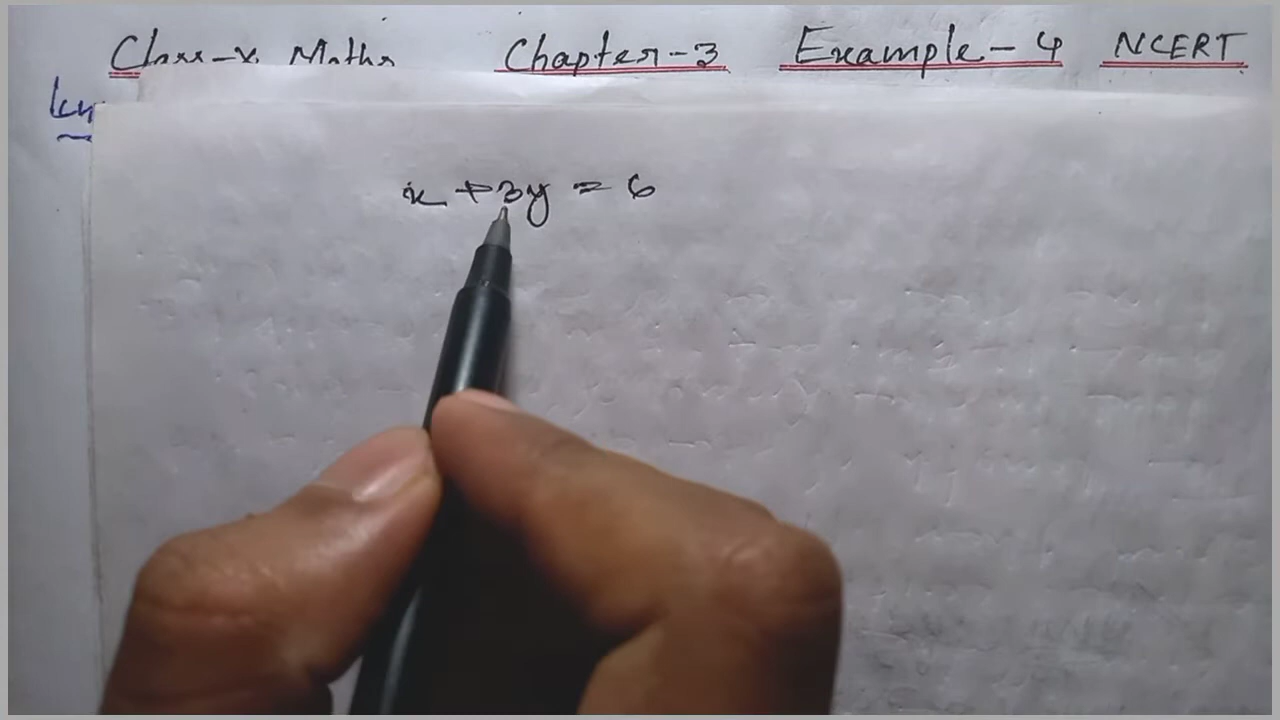 Class-X Maths Chapter-3 Example-4 NCERT
x + 3y = 6